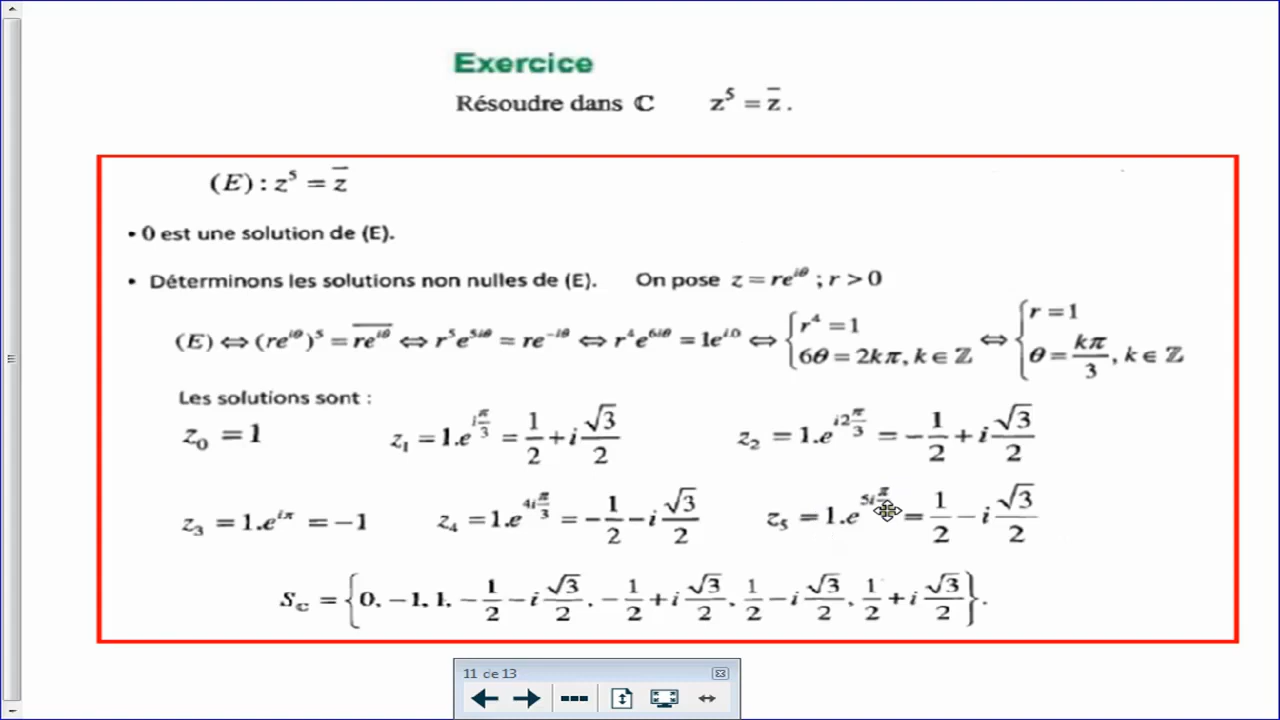 Exercice
Résoudre dans ℂ z⁵ = z̄.
(E) : z⁵ = z̄
• 0 est une solution de (E).
• Déterminons les solutions non nulles de (E). On pose z = re^{iθ} ; r > 0
(E) ⇔ (re^{iθ})⁵ = \overline{re^{iθ}} ⇔ r⁵e^{5iθ} = re^{-iθ} ⇔ r⁴e^{6iθ} = 1e^{i0} ⇔ { r⁴ = 1 ; 6θ = 2kπ, k ∈ ℤ ⇔ { r = 1 ; θ = kπ/3, k ∈ ℤ
Les solutions sont :
z₀ = 1 z₁ = 1.e^{iπ/3} = 1/2 + i √3/2 z₂ = 1.e^{i2π/3} = −1/2 + i √3/2
z₃ = 1.e^{iπ} = −1 z₄ = 1.e^{4iπ/3} = −1/2 − i √3/2 z₅ = 1.e^{5iπ/3} = 1/2 − i √3/2
S_ℂ = {0, −1, 1, −1/2 − i √3/2, −1/2 + i √3/2, 1/2 − i √3/2, 1/2 + i √3/2}.
11 de 13